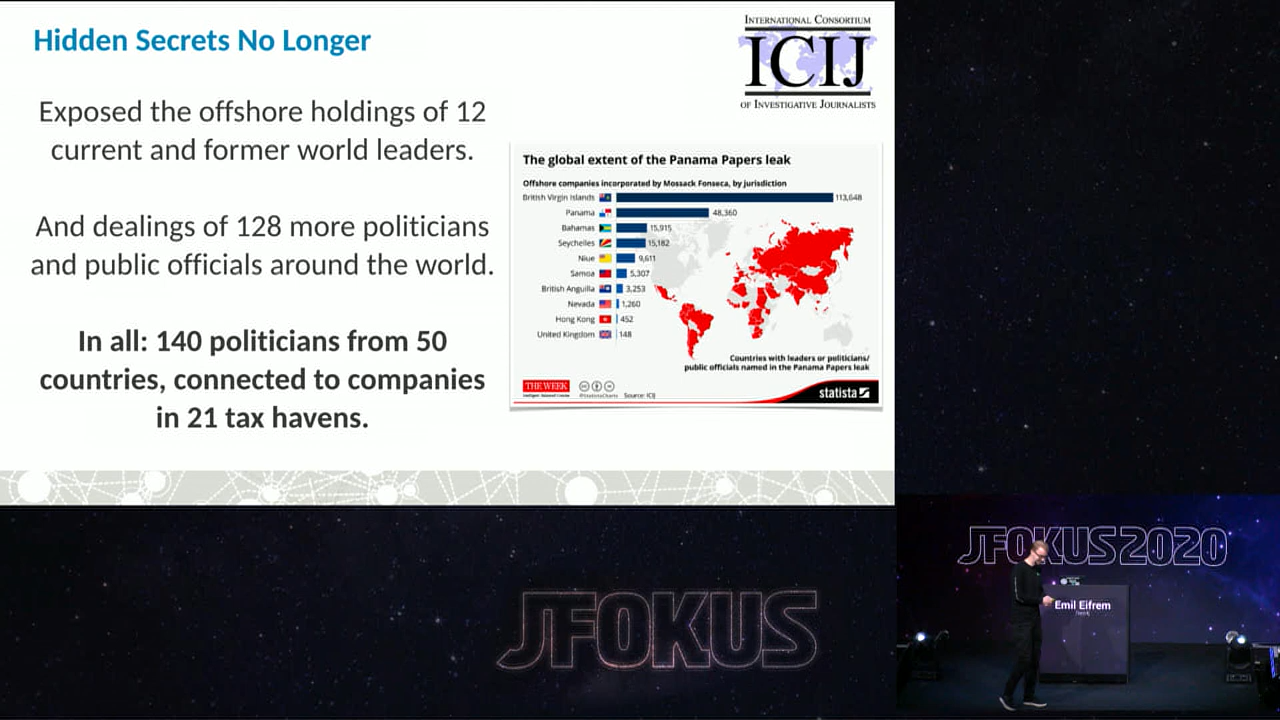 Hidden Secrets No Longer
INTERNATIONAL CONSORTIUM
ICIJ
OF INVESTIGATIVE JOURNALISTS
Exposed the offshore holdings of 12
current and former world leaders.
And dealings of 128 more politicians
and public officials around the world.
In all: 140 politicians from 50
countries, connected to companies
in 21 tax havens.
The global extent of the Panama Papers leak
Offshore companies incorporated by Mossack Fonseca, by jurisdiction
British Virgin Islands 113,648
Panama 48,360
Bahamas 15,915
Seychelles 15,182
Niue 9,611
Samoa 5,307
British Anguilla 3,253
Nevada 1,260
Hong Kong 452
United Kingdom 148
Countries with leaders or politicians/
public officials named in the Panama Papers leak
THE WEEK
@StatistaCharts Source: ICIJ
statista
JFOKUS
JFOKUS2020
Emil Eifrem